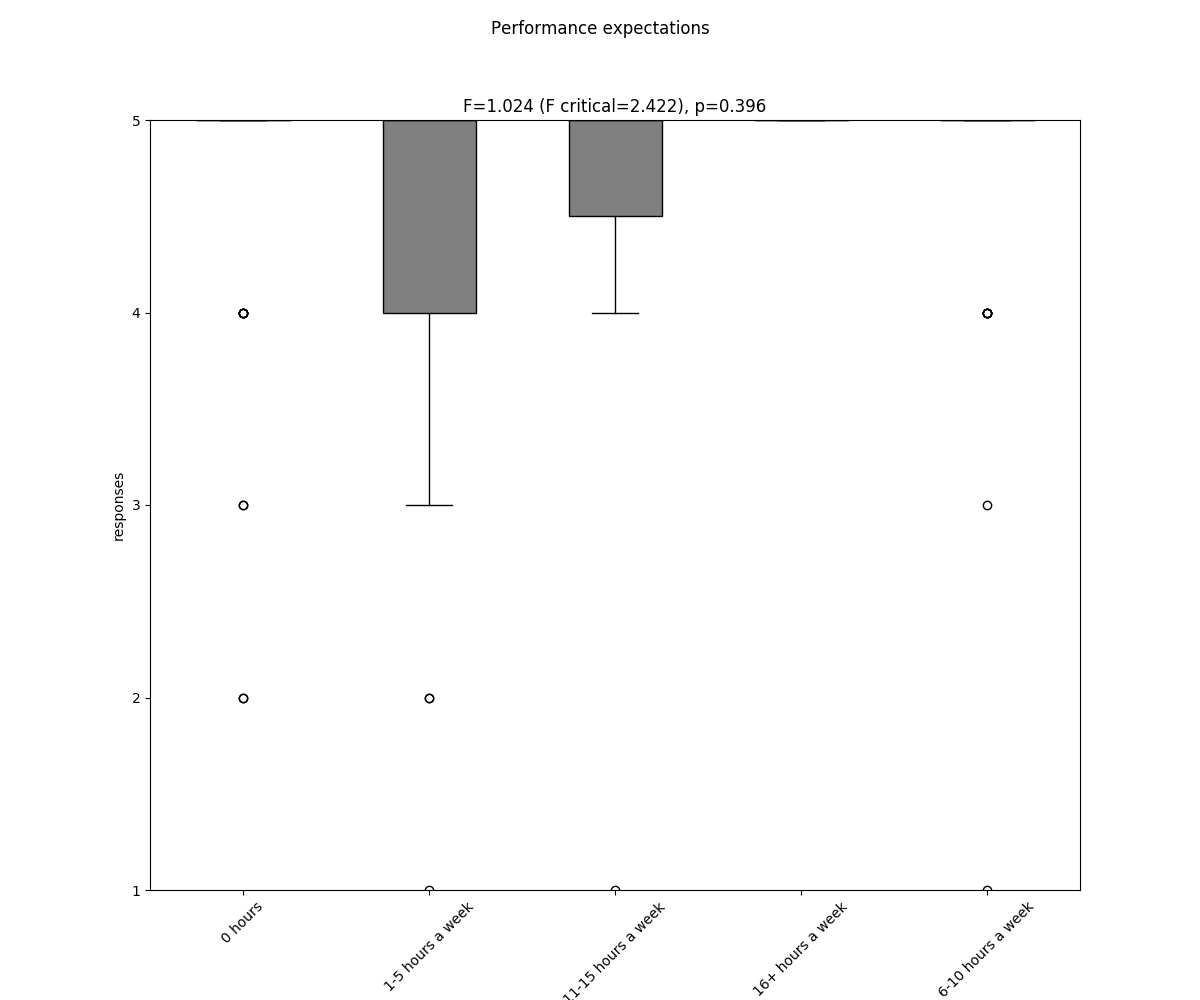 Performance expectations
F=1.024 (F critical=2.422), p=0.396
5
4
3
2
1
responses
0 hours
1-5 hours a week
11-15 hours a week
16+ hours a week
6-10 hours a week